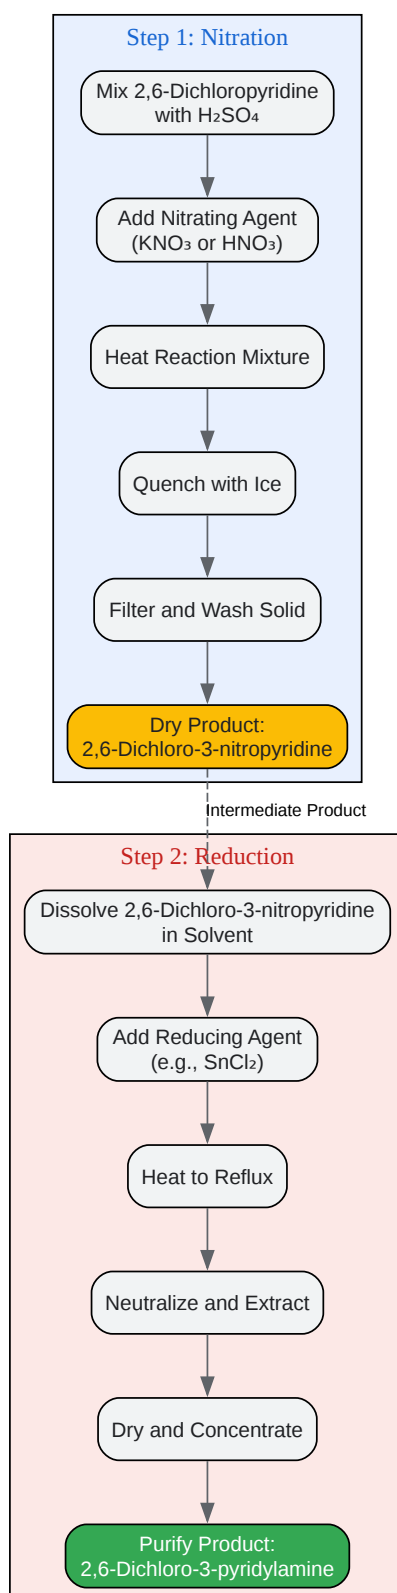 Step 1: Nitration
Mix 2,6-Dichloropyridine
with H₂SO₄
Add Nitrating Agent
(KNO₃ or HNO₃)
Heat Reaction Mixture
Quench with Ice
Filter and Wash Solid
Dry Product:
2,6-Dichloro-3-nitropyridine
Intermediate Product
Step 2: Reduction
Dissolve 2,6-Dichloro-3-nitropyridine
in Solvent
Add Reducing Agent
(e.g., SnCl₂)
Heat to Reflux
Neutralize and Extract
Dry and Concentrate
Purify Product:
2,6-Dichloro-3-pyridylamine